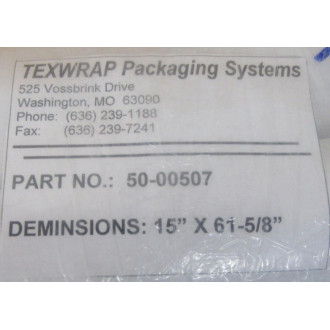 TEXWRAP Packaging Systems
525 Vossbrink Drive
Washington, MO 63090
Phone: (636) 239-1188
Fax: (636) 239-7241
PART NO.: 50-00507
DEMINSIONS: 15” X 61-5/8”